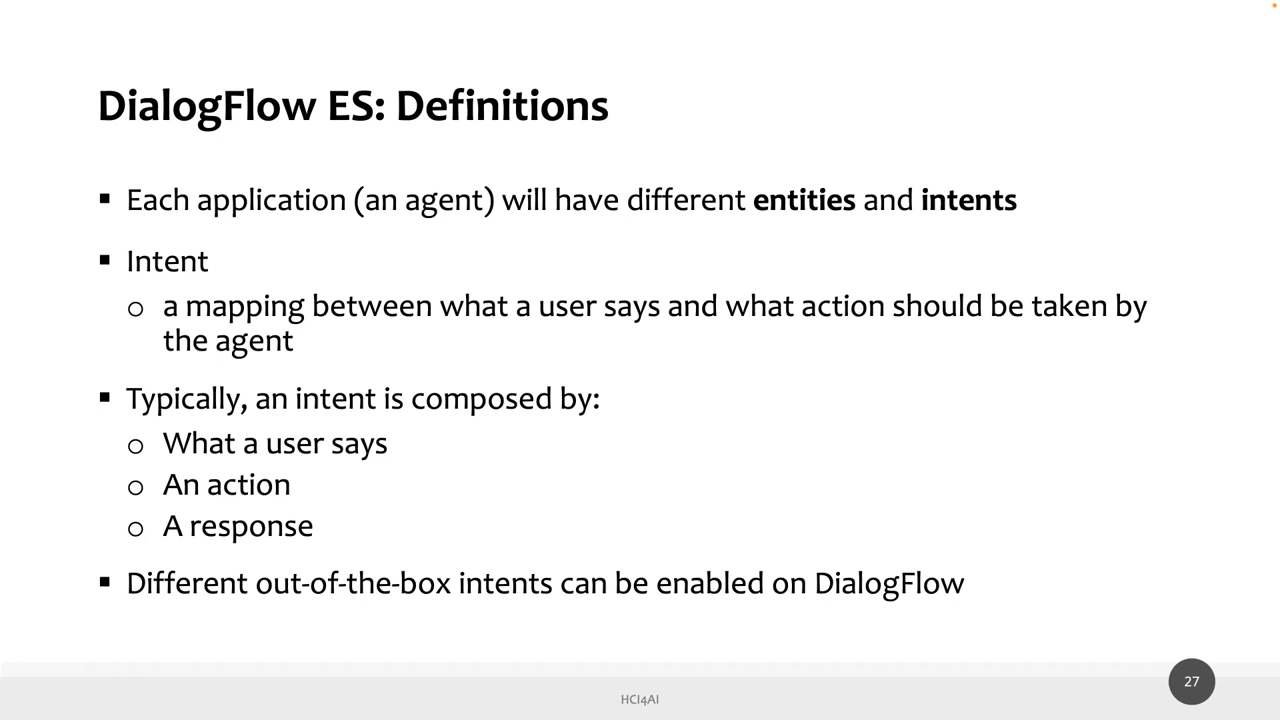 DialogFlow ES: Definitions
▪ Each application (an agent) will have different entities and intents
▪ Intent
o a mapping between what a user says and what action should be taken by
the agent
▪ Typically, an intent is composed by:
o What a user says
o An action
o A response
▪ Different out-of-the-box intents can be enabled on DialogFlow
27
HCI4AI